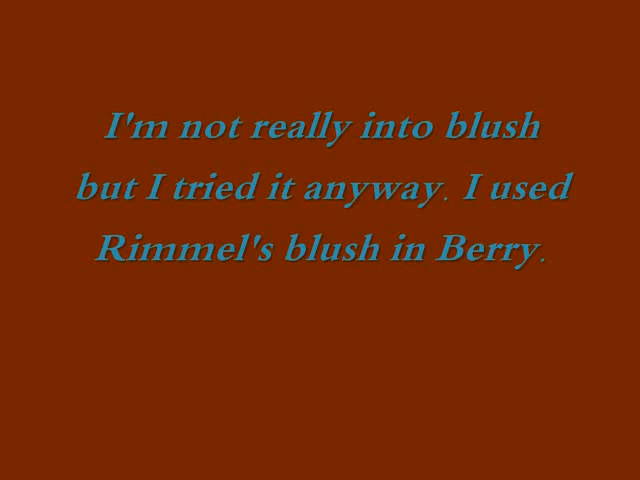 I'm not really into blush
but I tried it anyway. I used
Rimmel's blush in Berry.